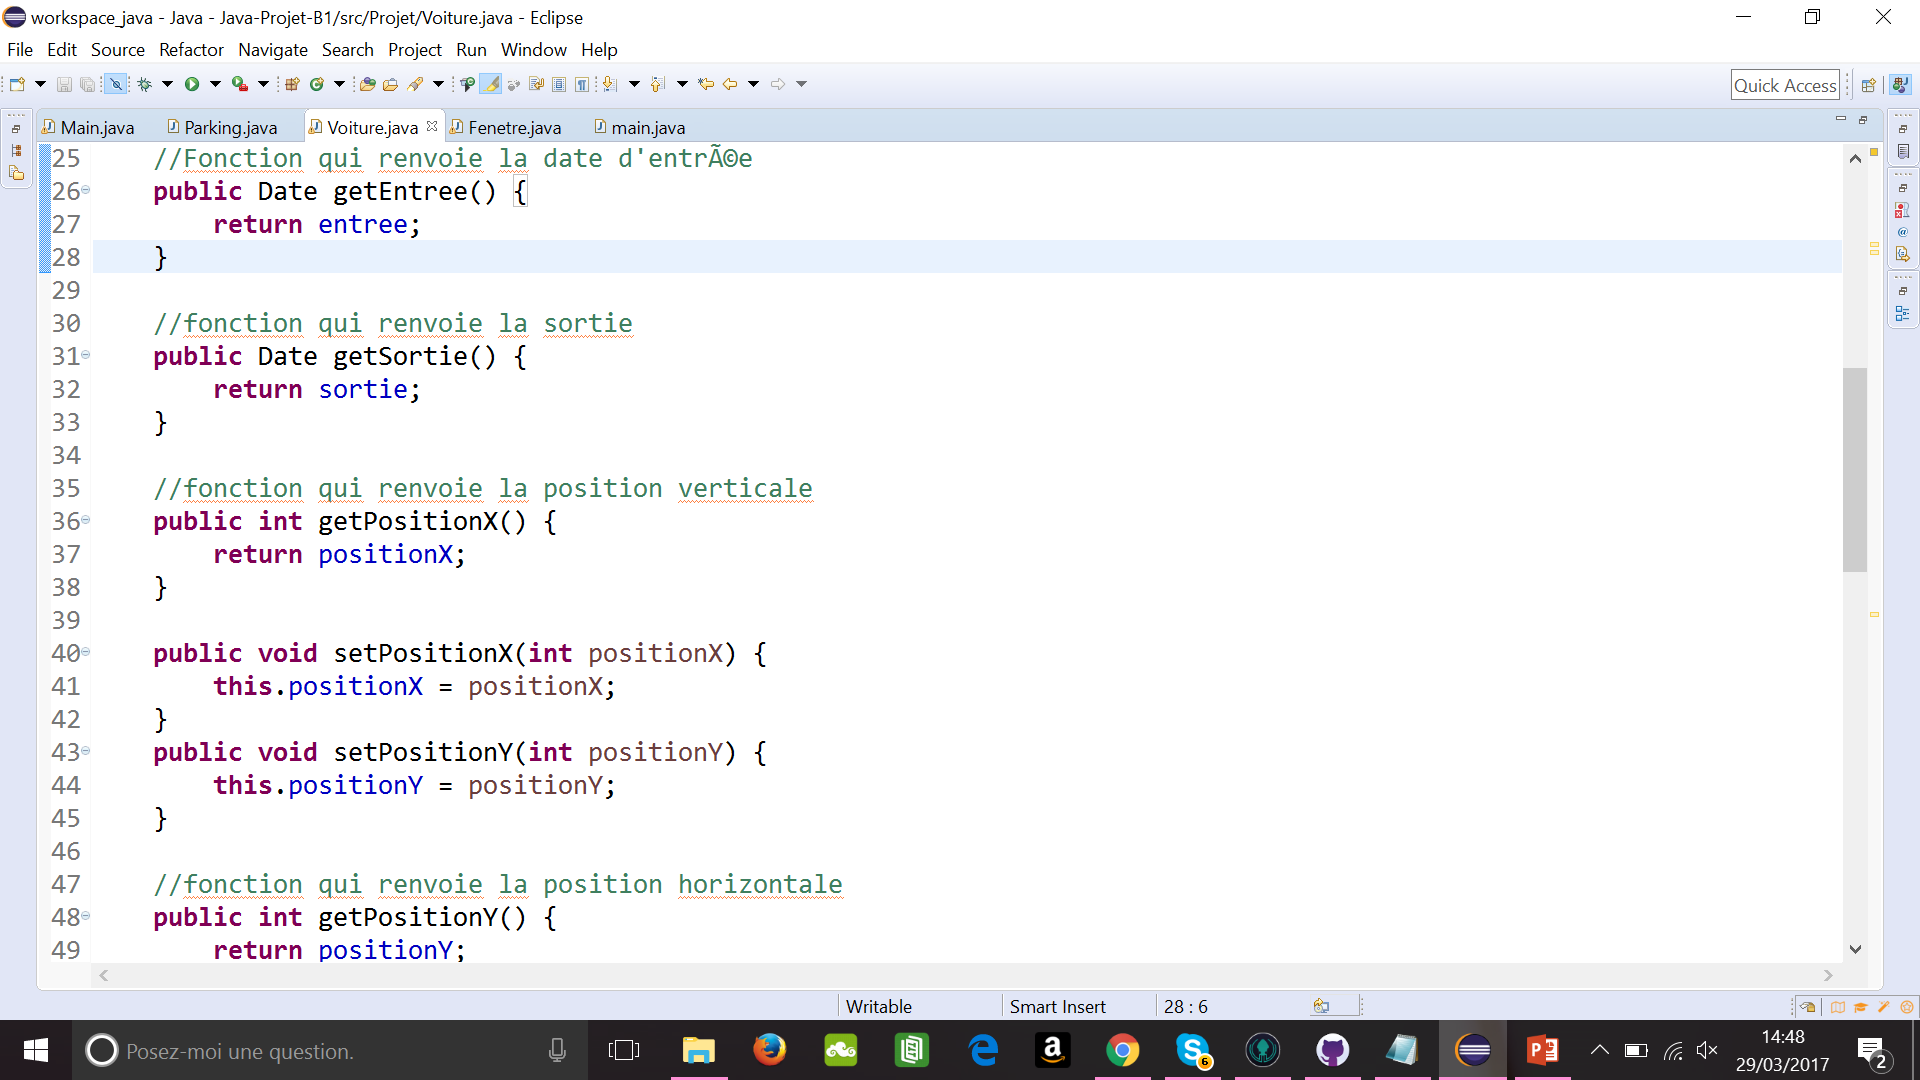 workspace_java - Java - Java-Projet-B1/src/Projet/Voiture.java - Eclipse
File Edit Source Refactor Navigate Search Project Run Window Help
Quick Access
Main.java Parking.java Voiture.java Fenetre.java main.java
25 //Fonction qui renvoie la date d'entrÃ©e
26 public Date getEntree() {
27 return entree;
28 }
29
30 //fonction qui renvoie la sortie
31 public Date getSortie() {
32 return sortie;
33 }
34
35 //fonction qui renvoie la position verticale
36 public int getPositionX() {
37 return positionX;
38 }
39
40 public void setPositionX(int positionX) {
41 this.positionX = positionX;
42 }
43 public void setPositionY(int positionY) {
44 this.positionY = positionY;
45 }
46
47 //fonction qui renvoie la position horizontale
48 public int getPositionY() {
49 return positionY;
Writable Smart Insert 28 : 6
Posez-moi une question.
6
14:48
29/03/2017
2